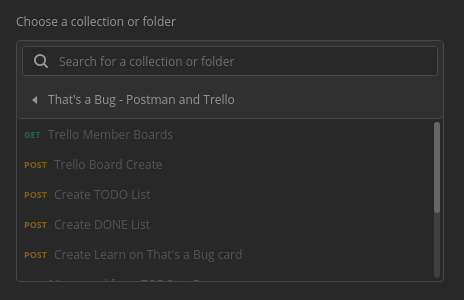 Choose a collection or folder
Search for a collection or folder
That's a Bug - Postman and Trello
GET Trello Member Boards
POST Trello Board Create
POST Create TODO List
POST Create DONE List
POST Create Learn on That's a Bug card